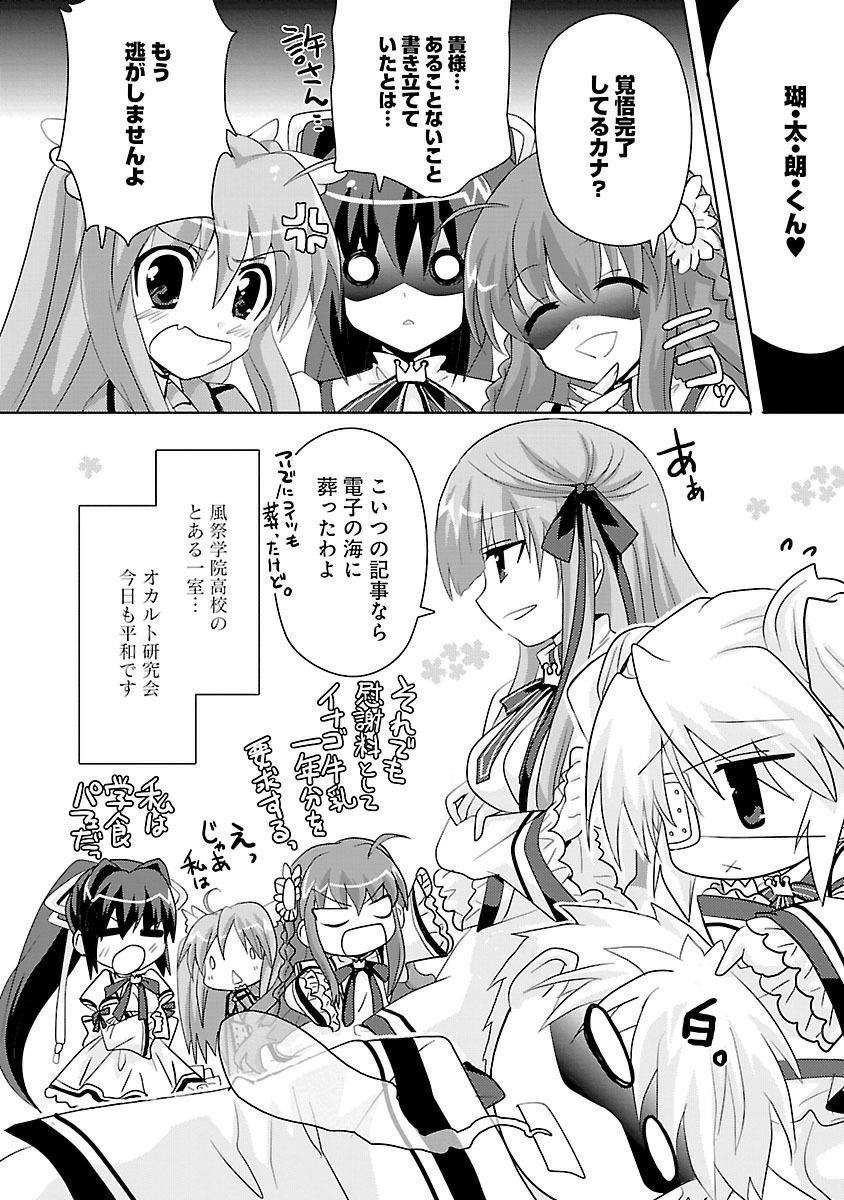 瑚・太・朗・くん♥
覚悟完了
してるカナ？
ニコッ
貴様…
あることないこと
書き立てて
いたとは…
許さん…
もう
逃がしませんよ
あぁ
こいつの記事なら
電子の海に
葬ったわよ
ついでにコイツも
葬ったけど。
風祭学院高校の
とある一室…
オカルト研究会
今日も平和です
それでも
慰謝料として
イナゴ牛乳
一年分を
要求する。
えっ
じゃあ
私は
私は
学食
パフェだ。
白。